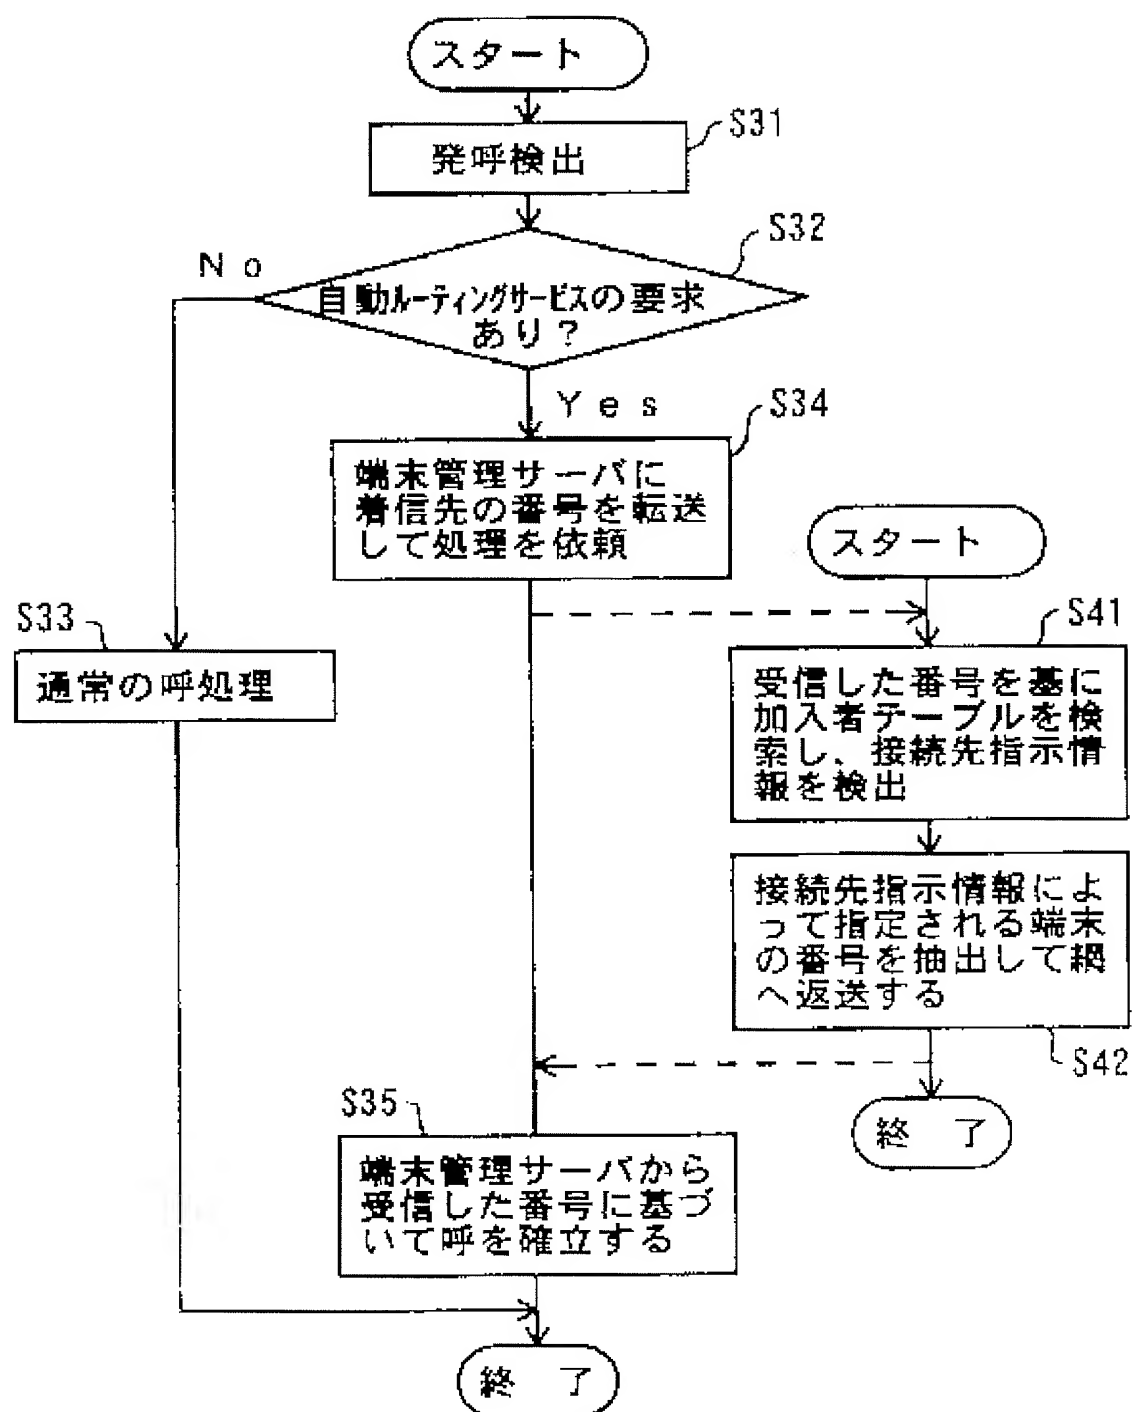 スタート
S31
発呼検出
S32
No
自動ルーティングサービスの要求
あり?
Yes
S34
端末管理サーバに
着信先の番号を転送
して処理を依頼
スタート
S33
通常の呼処理
S41
受信した番号を基に
加入者テーブルを検
索し、接続先指示情
報を検出
接続先指示情報によ
って指定される端末
の番号を抽出して網
へ返送する
S42
終 了
S35
端末管理サーバから
受信した番号に基づ
いて呼を確立する
終 了